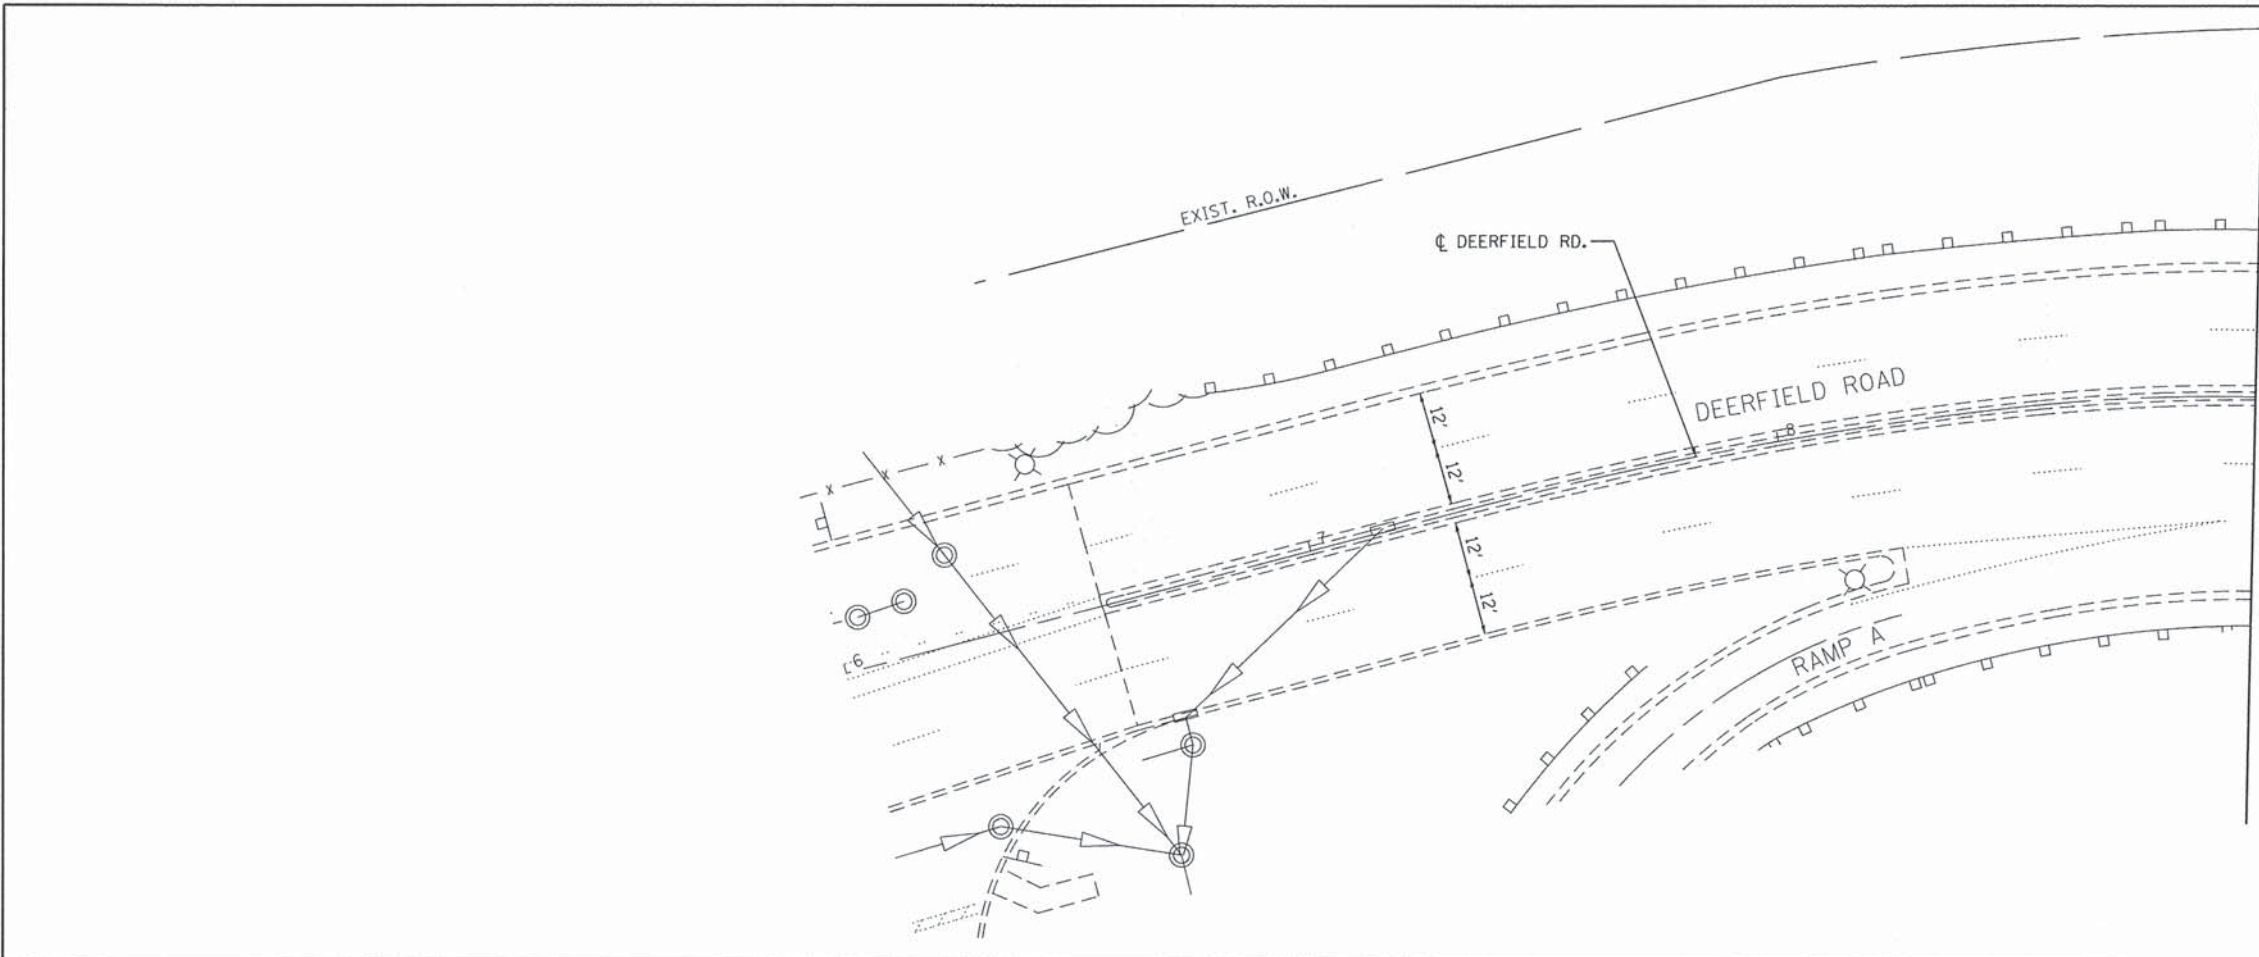 EXIST. R.O.W.
℄ DEERFIELD RD.
DEERFIELD ROAD
12'
12'
8
7
12'
12'
6
RAMP A
x x x